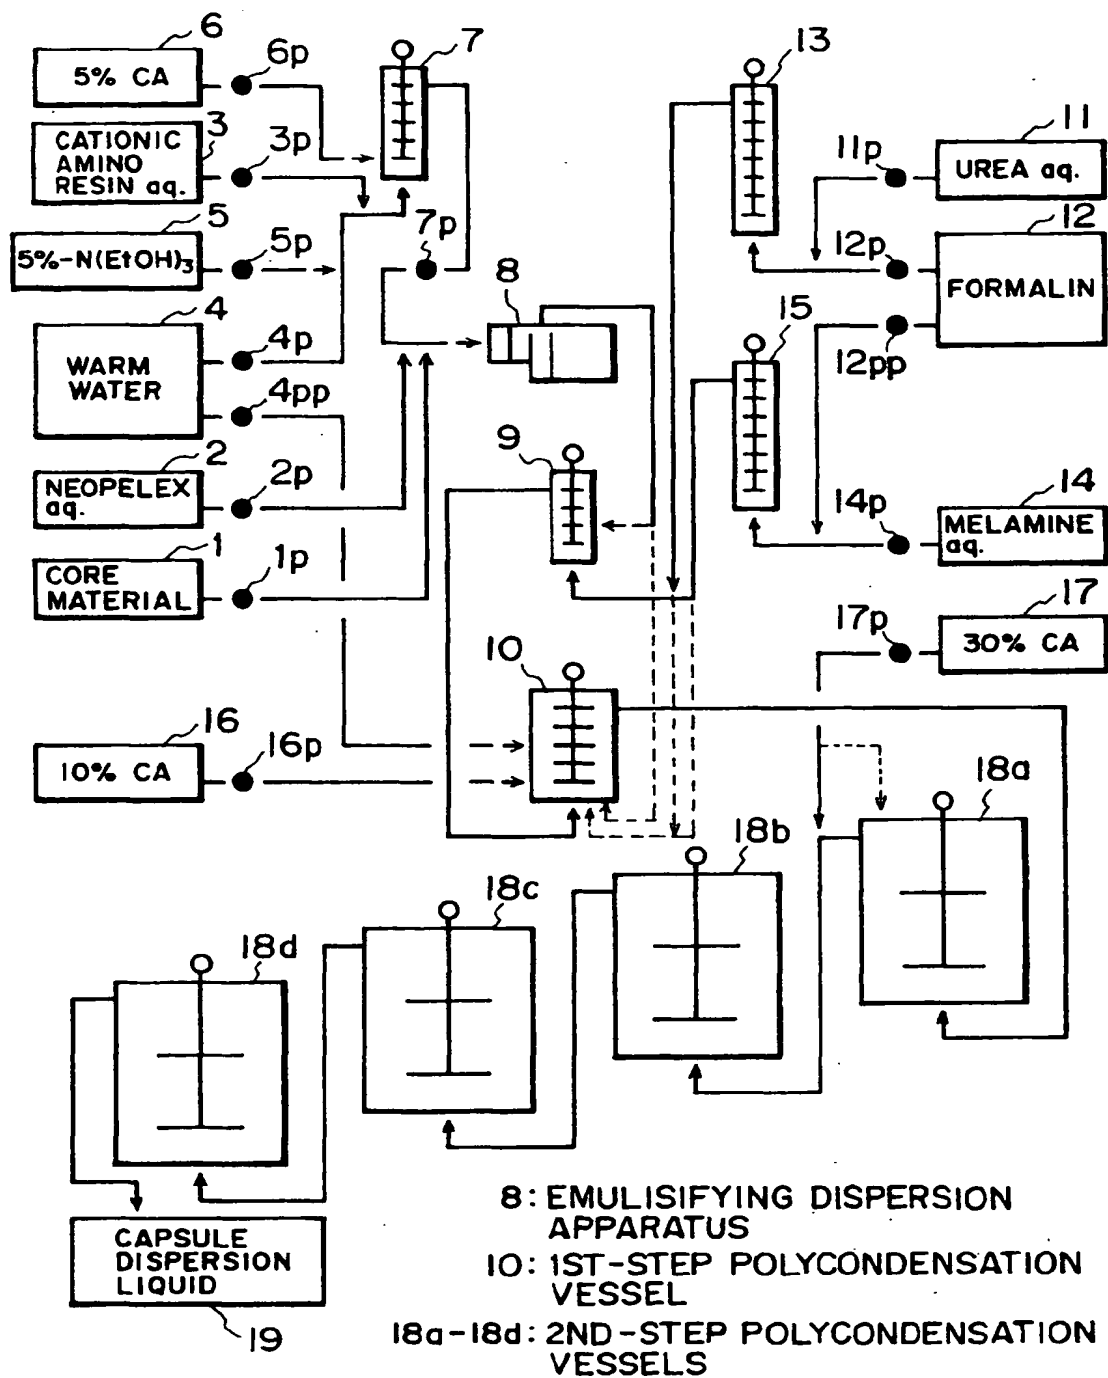 6
5% CA
6p
7
CATIONIC
AMINO
RESIN aq.
3
3p
5
5%-N(EtOH)3
5p
7p
4
WARM
WATER
4p
4pp
8
2
NEOPELEX
aq.
2p
1
CORE
MATERIAL
1p
9
10
16
10% CA
16p
13
11p
11
UREA aq.
12p
12
FORMALIN
12pp
15
14p
14
MELAMINE
aq.
17p
17
30% CA
18a
18b
18c
18d
CAPSULE
DISPERSION
LIQUID
19
8: EMULISIFYING DISPERSION
APPARATUS
10: 1ST-STEP POLYCONDENSATION
VESSEL
18a-18d: 2ND-STEP POLYCONDENSATION
VESSELS